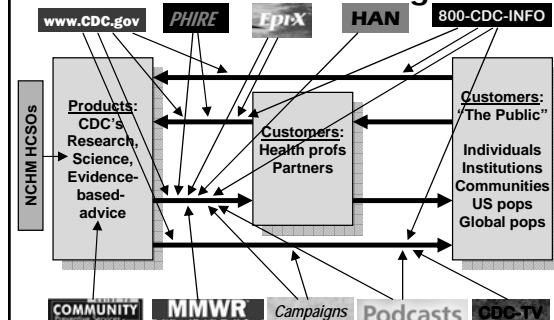 www.CDC.gov
PHIRE
Epi-X
HAN
800-CDC-INFO
NCHM HCSOs
Products:
CDC's
Research,
Science,
Evidence-
based-
advice
Customers:
Health profs
Partners
Customers:
"The Public"
Individuals
Institutions
Communities
US pops
Global pops
COMMUNITY
MMWR
Campaigns
Podcasts
CDC-TV